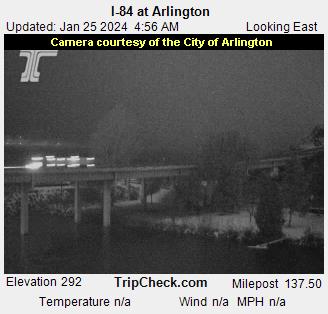 I-84 at Arlington
Updated: Jan 25 2024 4:56 AM Looking East
Camera courtesy of the City of Arlington
Elevation 292 TripCheck.com Milepost 137.50
Temperature n/a Wind n/a MPH n/a